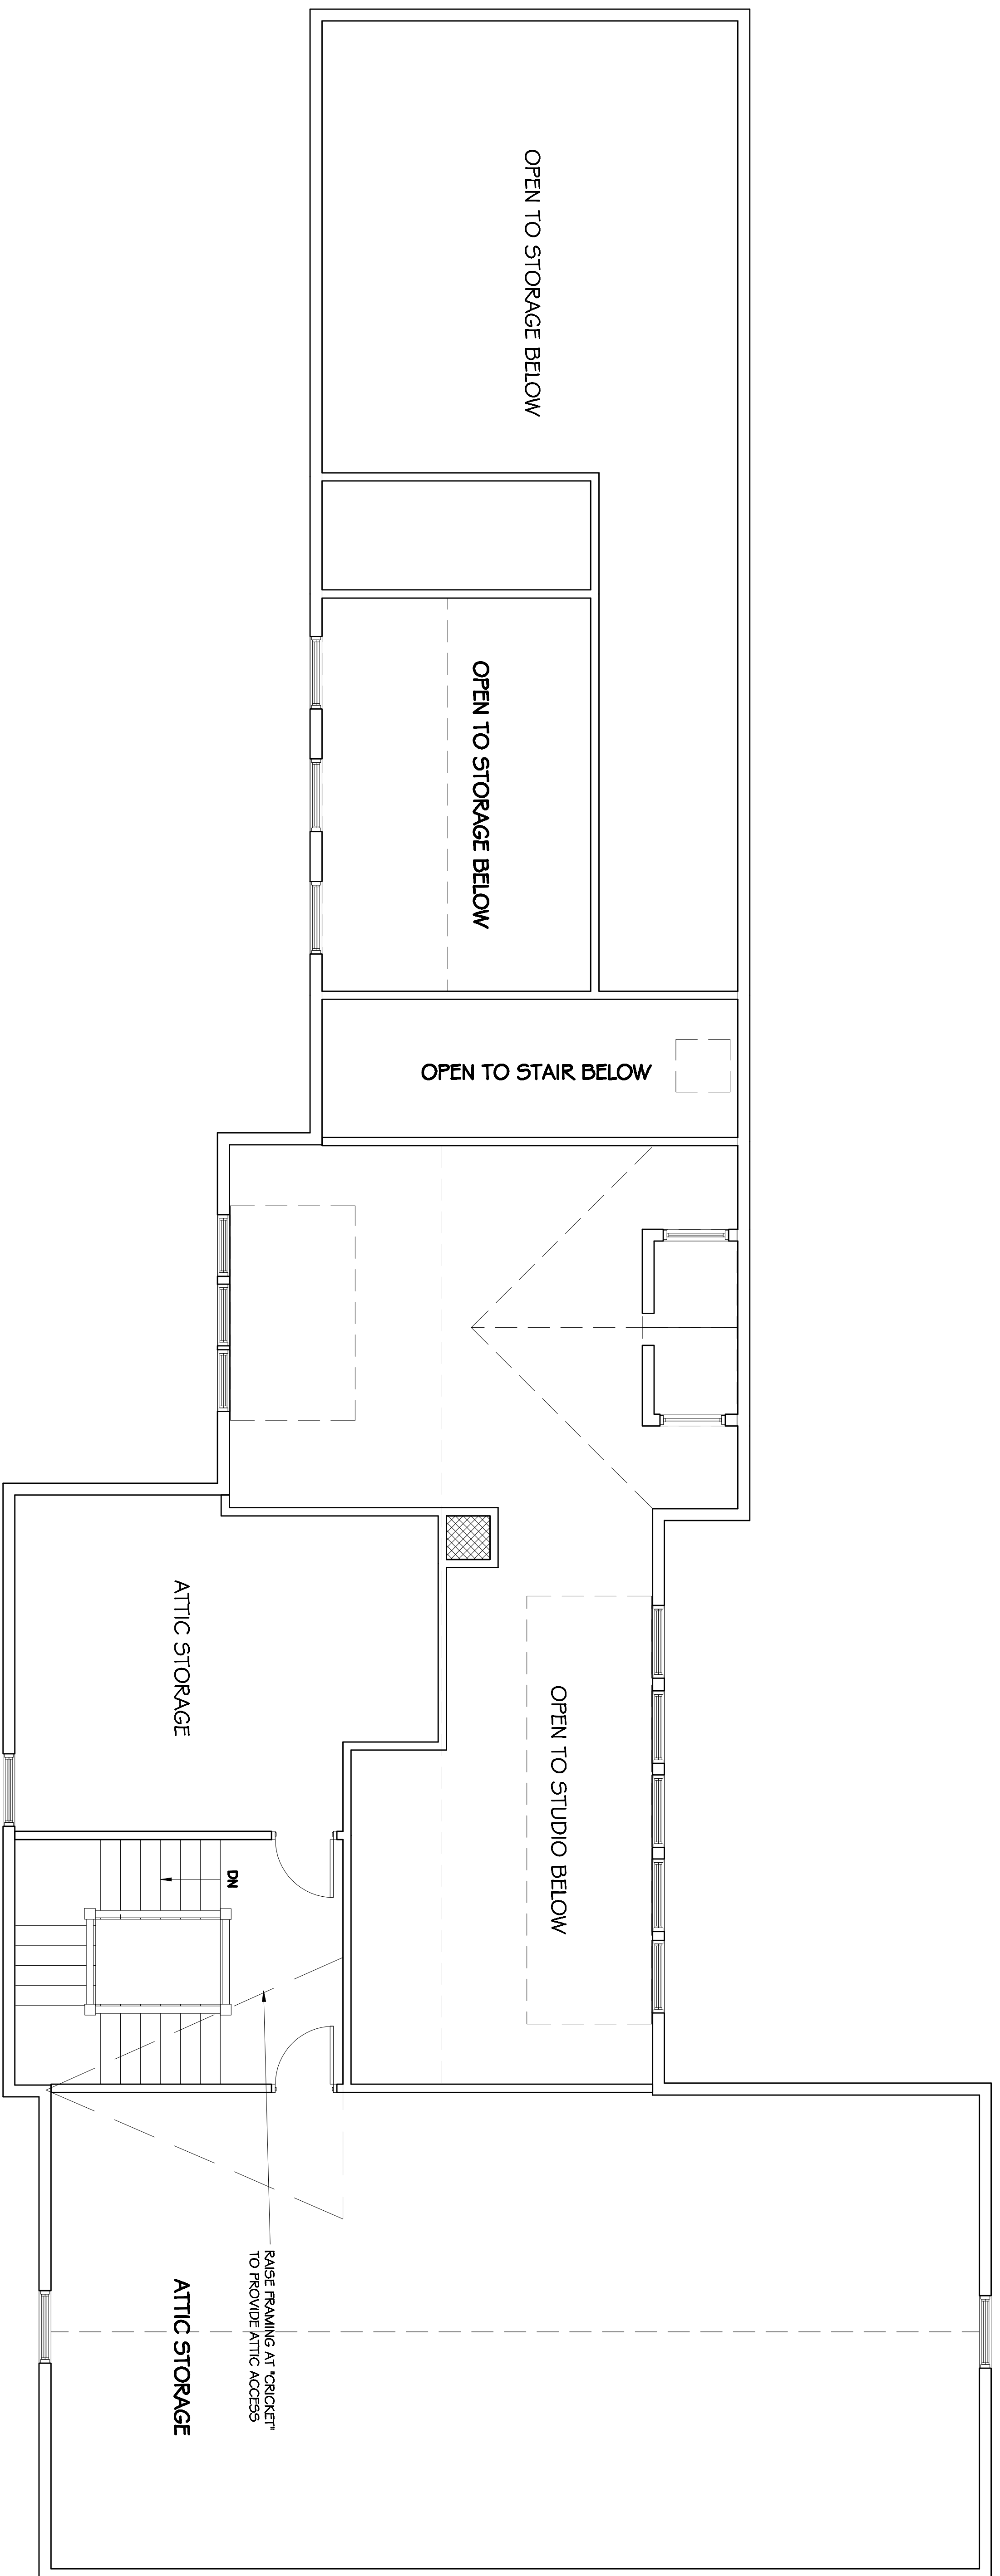 OPEN TO STORAGE BELOW
OPEN TO STORAGE BELOW
OPEN TO STAIR BELOW
ATTIC STORAGE
OPEN TO STUDIO BELOW
DN
RAISE FRAMING AT "CRICKET"
TO PROVIDE ATTIC ACCESS
ATTIC STORAGE